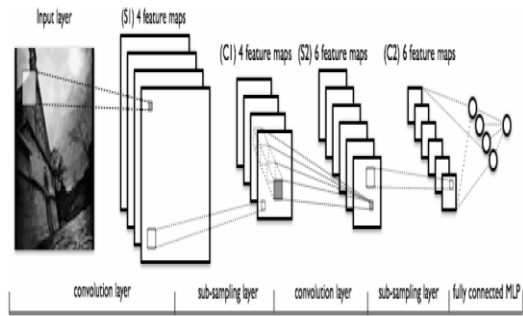 Input layer
(S1) 4 feature maps
(C1) 4 feature maps
(S2) 6 feature maps
(C2) 6 feature maps
convolution layer
sub-sampling layer
convolution layer
sub-sampling layer
fully connected MLP